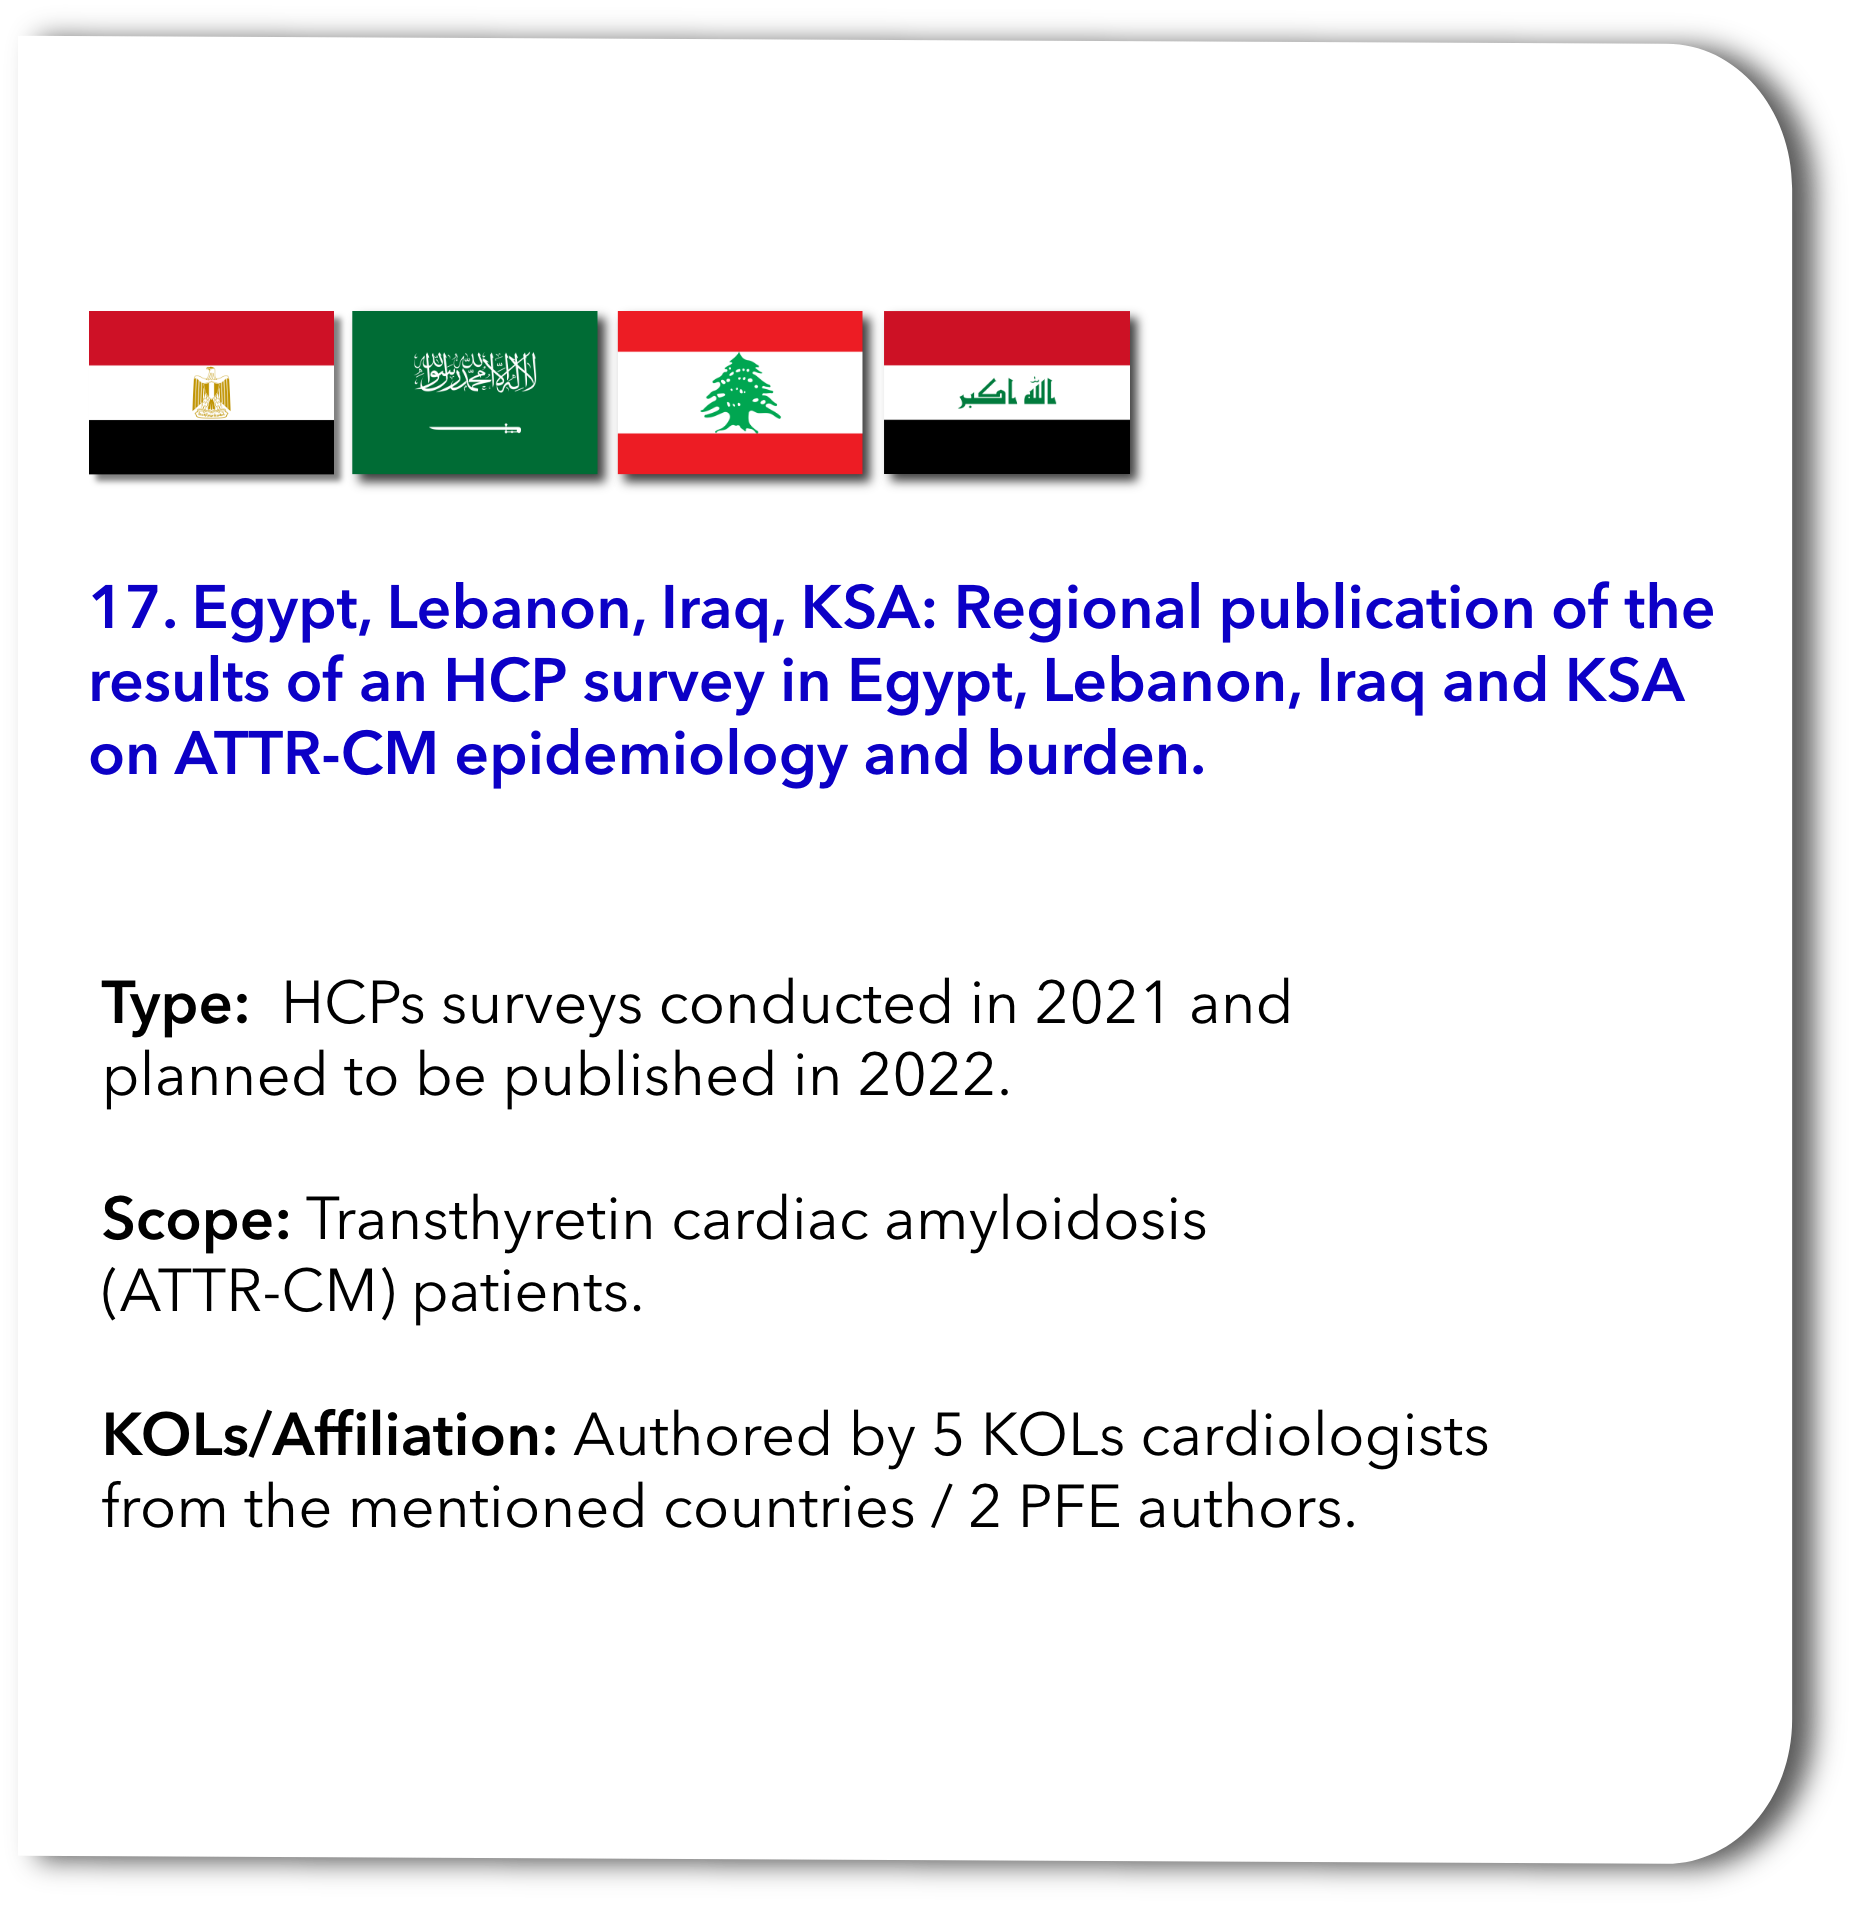 لا إله إلا الله محمد رسول الله
الله اكبر
17. Egypt, Lebanon, Iraq, KSA: Regional publication of the
results of an HCP survey in Egypt, Lebanon, Iraq and KSA
on ATTR-CM epidemiology and burden.
Type:  HCPs surveys conducted in 2021 and
planned to be published in 2022.
Scope: Transthyretin cardiac amyloidosis
(ATTR-CM) patients.
KOLs/Affiliation: Authored by 5 KOLs cardiologists
from the mentioned countries / 2 PFE authors.